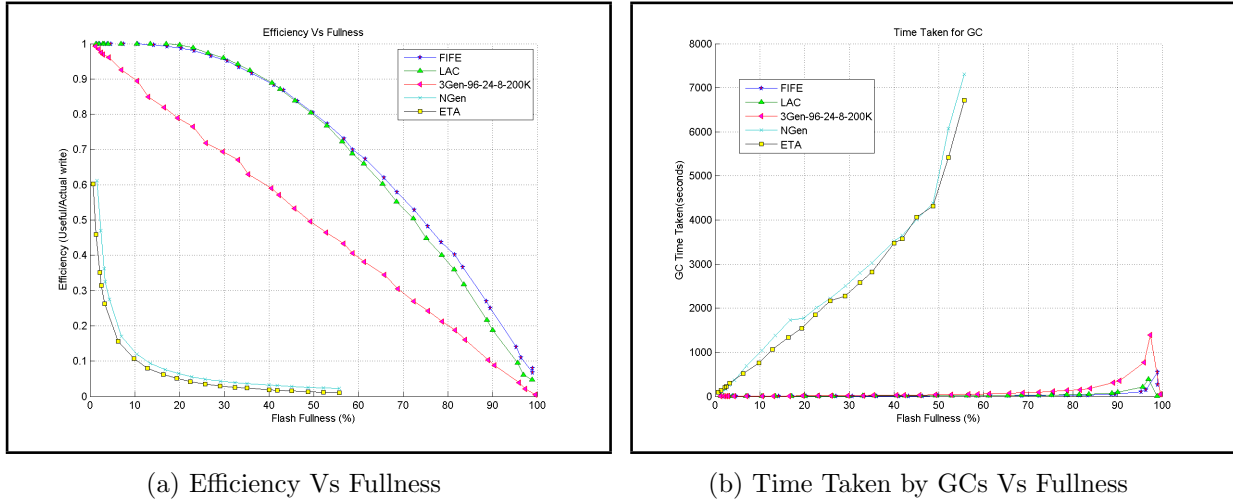 Efficiency Vs Fullness
1
0.9
0.8
0.7
0.6
0.5
0.4
0.3
0.2
0.1
0
Efficiency (Useful/Actual write)
FIFE
LAC
3Gen-96-24-8-200K
NGen
ETA
0 10 20 30 40 50 60 70 80 90 100
Flash Fullness (%)
(a) Efficiency Vs Fullness
Time Taken for GC
8000
7000
6000
5000
4000
3000
2000
1000
0
GC Time Taken(seconds)
FIFE
LAC
3Gen-96-24-8-200K
NGen
ETA
0 10 20 30 40 50 60 70 80 90 100
Flash Fullness (%)
(b) Time Taken by GCs Vs Fullness